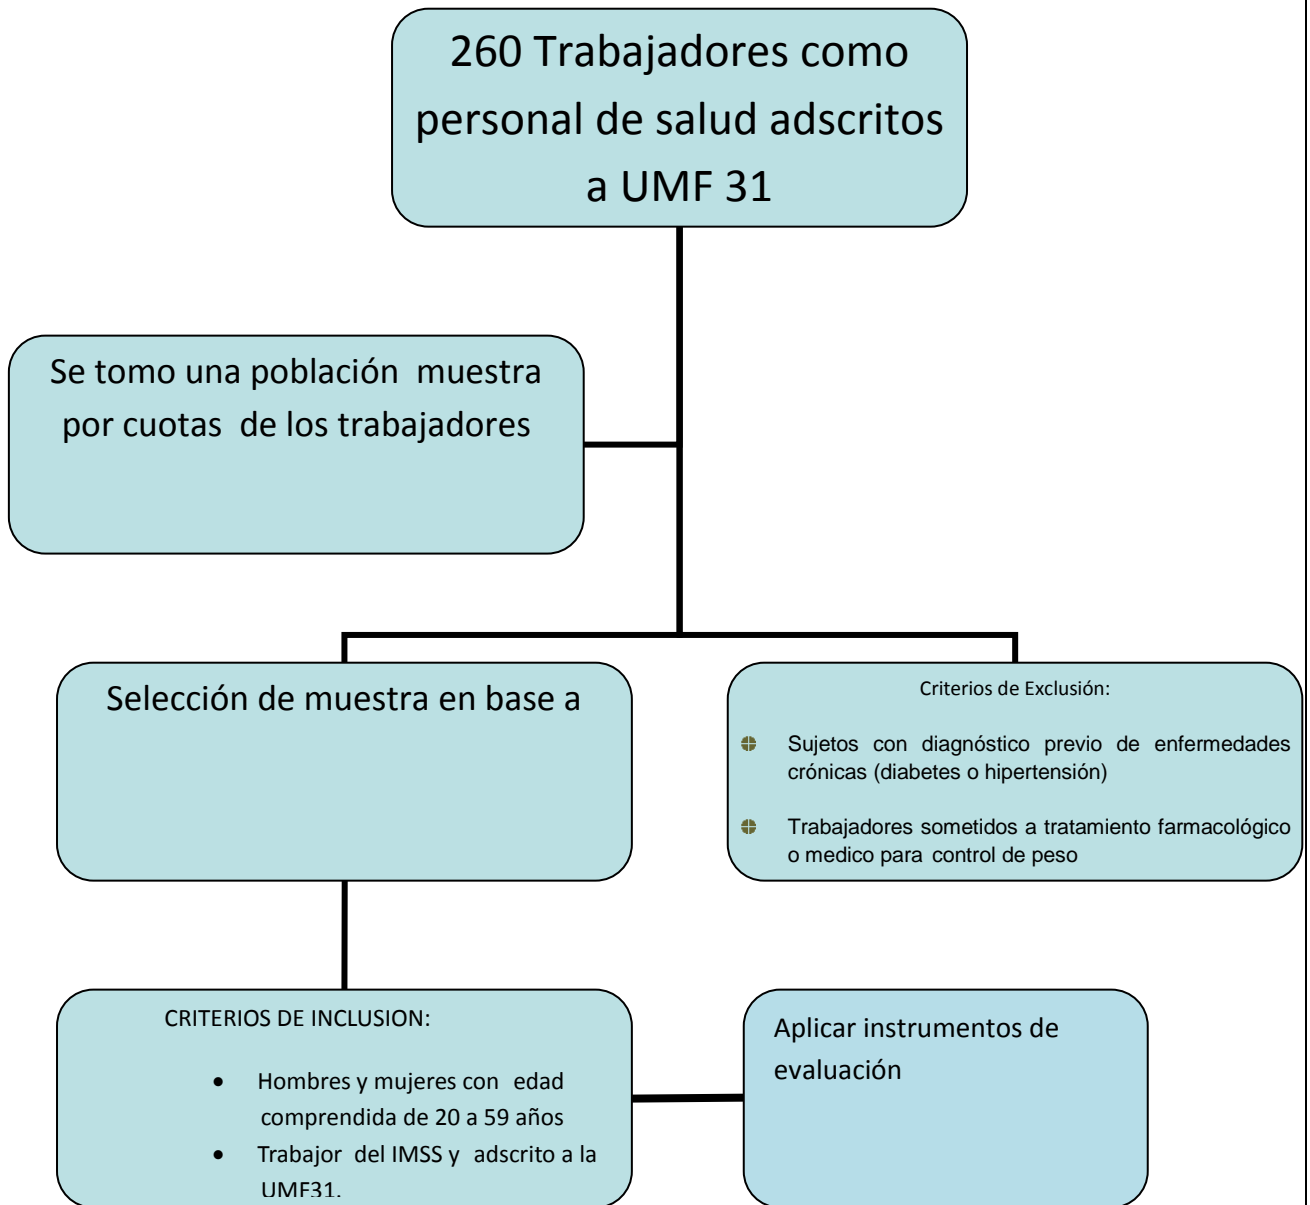 260 Trabajadores como
personal de salud adscritos
a UMF 31
Se tomo una población muestra
por cuotas de los trabajadores
Selección de muestra en base a
Criterios de Exclusión:
Sujetos con diagnóstico previo de enfermedades
crónicas (diabetes o hipertensión)
Trabajadores sometidos a tratamiento farmacológico
o medico para control de peso
CRITERIOS DE INCLUSION:
• Hombres y mujeres con edad
comprendida de 20 a 59 años
• Trabajor del IMSS y adscrito a la
UMF31.
Aplicar instrumentos de
evaluación